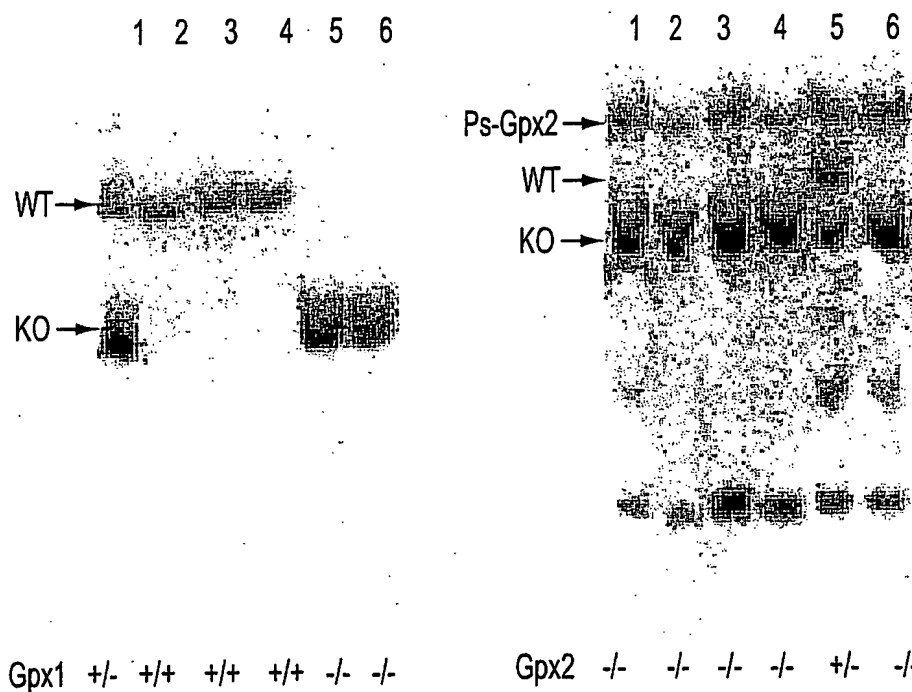 1 2 3 4 5 6
WT
KO
Gpx1 +/- +/+ +/+ +/+ -/- -/-
1 2 3 4 5 6
Ps-Gpx2
WT
KO
Gpx2 -/- -/- -/- -/- +/- -/